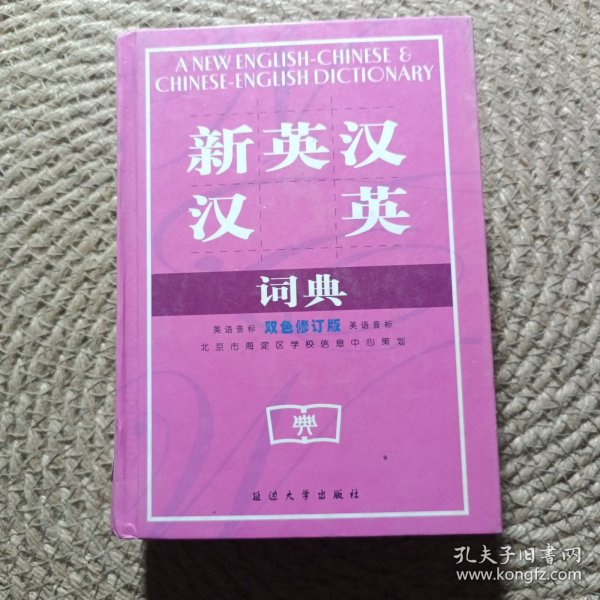 A NEW ENGLISH-CHINESE &
CHINESE-ENGLISH DICTIONARY
新英汉
汉 英
词典
英语音标 双色修订版 美语音标
北京市海淀区学校信息中心策划
典
延边大学出版社
孔夫子旧书网
www.kongfz.com